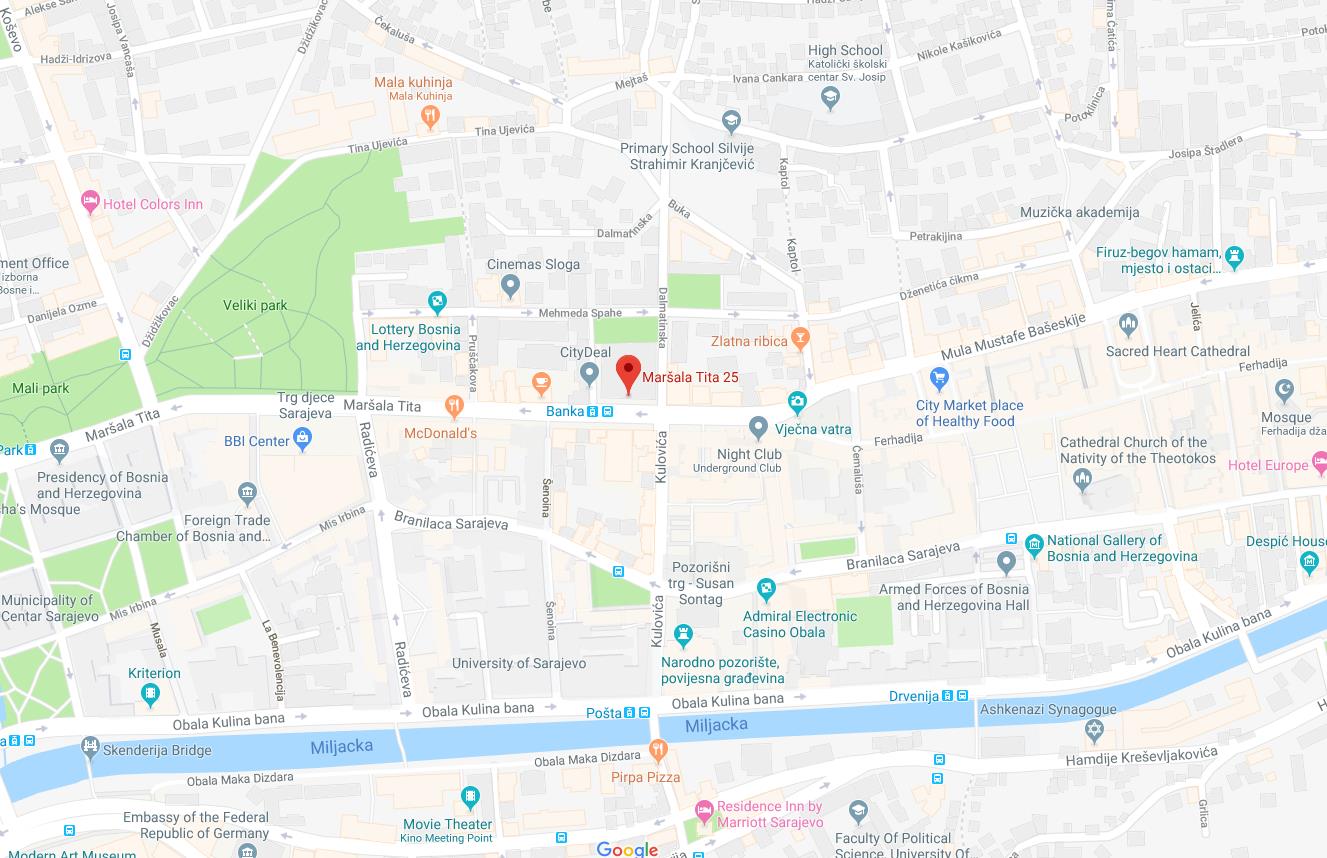 Alekse Šan
Koševo
Josipa Vancaša
Hadži-Idrizova
Džidžikovac
Čekaluša
Mejtaš
Ivana Cankara
High School
Katolički školski
centar Sv. Josip
Nikole Kašikovića
Potoklinica
Josipa Štadlera
Mala kuhinja
Mala Kuhinja
Tina Ujevića
Tina Ujevića
Primary School Silvije
Strahimir Kranjčević
Kaptol
Kaptol
Hotel Colors Inn
Buka
Dalmatinska
Dalmatinska
Muzička akademija
Petrakijina
Firuz-begov hamam,
mjesto i ostaci...
ment Office
izborna
Bosne i...
Danijela Ozme
Džidžikovac
Veliki park
Cinemas Sloga
Lottery Bosnia
and Herzegovina
Mehmeda Spahe
Pruščakova
Dženetića čikma
Mula Mustafe Bašeskije
Jelića
Zlatna ribica
CityDeal
Maršala Tita 25
Sacred Heart Cathedral
Ferhadija
Mali park
Trg djece
Sarajeva
Maršala Tita
Maršala Tita
Banka
McDonald's
Vječna vatra
City Market place
of Healthy Food
Mosque
Ferhadija dža
Park
BBI Center
Radićeva
Kulovića
Night Club
Underground Club
Ferhadija
Čemaluša
Cathedral Church of the
Nativity of the Theotokos
Hotel Europe
Presidency of Bosnia
and Herzegovina
sha's Mosque
Foreign Trade
Chamber of Bosnia and...
Mis Irbina
Branilaca Sarajeva
Šenoina
Branilaca Sarajeva
National Gallery of
Bosnia and Herzegovina
Despić House
Pozorišni
trg - Susan
Sontag
Armed Forces of Bosnia
and Herzegovina Hall
Municipality of
Centar Sarajevo
Mis Irbina
Musala
La Benevolencija
Radićeva
Šenoina
Kulovića
Admiral Electronic
Casino Obala
Obala Kulina bana
University of Sarajevo
Narodno pozorište,
povijesna građevina
Kriterion
Obala Kulina bana
Obala Kulina bana
Pošta
Obala Kulina bana
Drvenija
Ashkenazi Synagogue
Skenderija Bridge
Miljacka
Miljacka
Obala Maka Dizdara
Obala Maka Dizdara
Pirpa Pizza
Hamdije Kreševljakovića
Grlića
Embassy of the Federal
Republic of Germany
Movie Theater
Kino Meeting Point
Residence Inn by
Marriott Sarajevo
Faculty Of Political
Science, University Of...
Modern Art Museum
Google